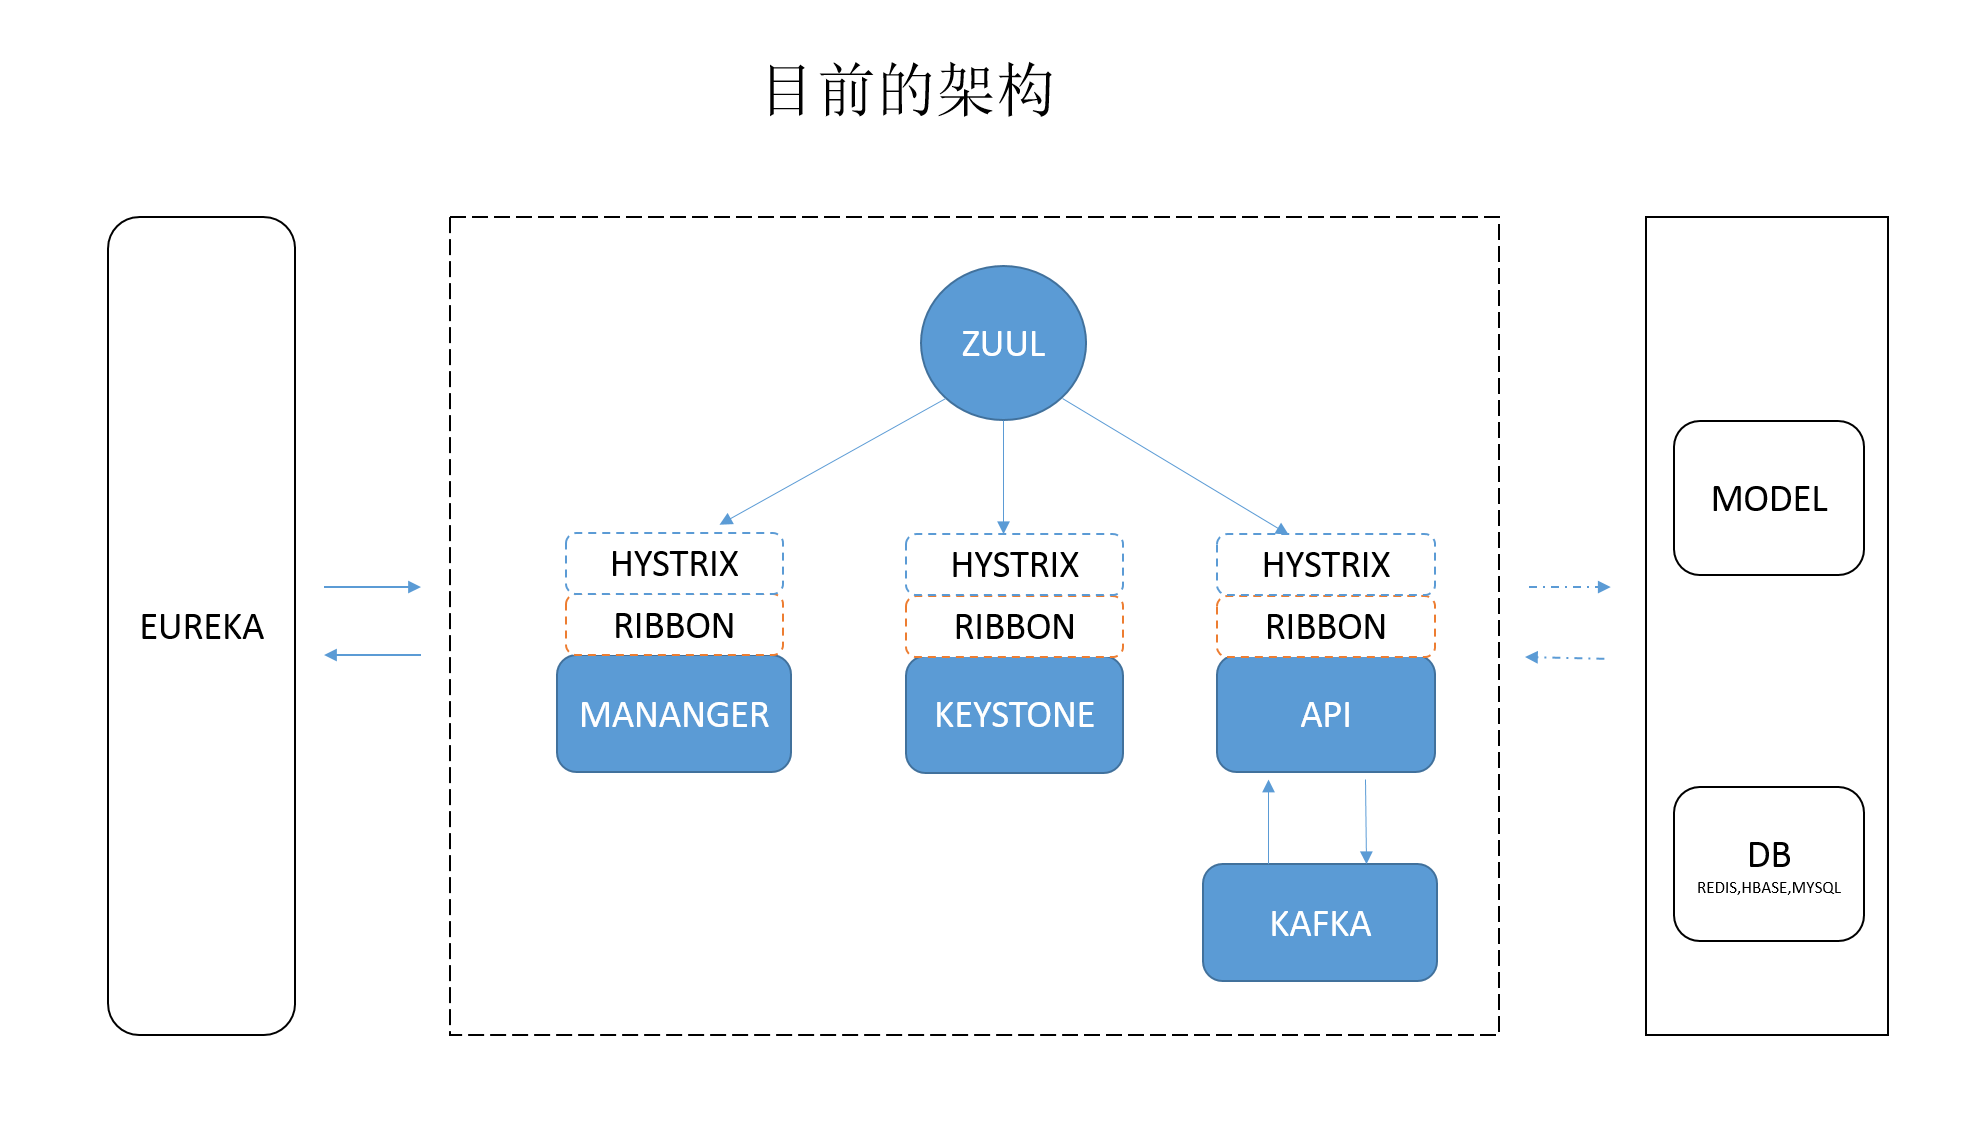 目前的架构
EUREKA
ZUUL
HYSTRIX
RIBBON
MANANGER
HYSTRIX
RIBBON
KEYSTONE
HYSTRIX
RIBBON
API
KAFKA
MODEL
DB
REDIS,HBASE,MYSQL